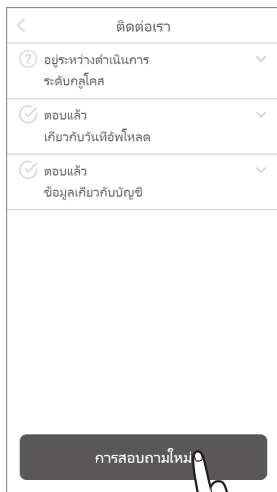 ติดต่อเรา
อยู่ระหว่างดำเนินการ
ระดับกลูโคส
ตอบแล้ว
เกี่ยวกับวันที่อัพโหลด
ตอบแล้ว
ข้อมูลเกี่ยวกับบัญชี
การสอบถามใหม่